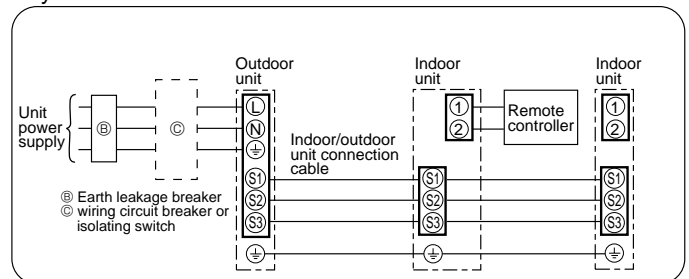 Outdoor
unit
Indoor
unit
Indoor
unit
Unit
power
supply
Ⓑ
Ⓒ
L
N
⏚
S1
S2
S3
⏚
Indoor/outdoor
unit connection
cable
1
2
Remote
controller
S1
S2
S3
⏚
1
2
S1
S2
S3
⏚
Ⓑ Earth leakage breaker
Ⓒ wiring circuit breaker or
isolating switch